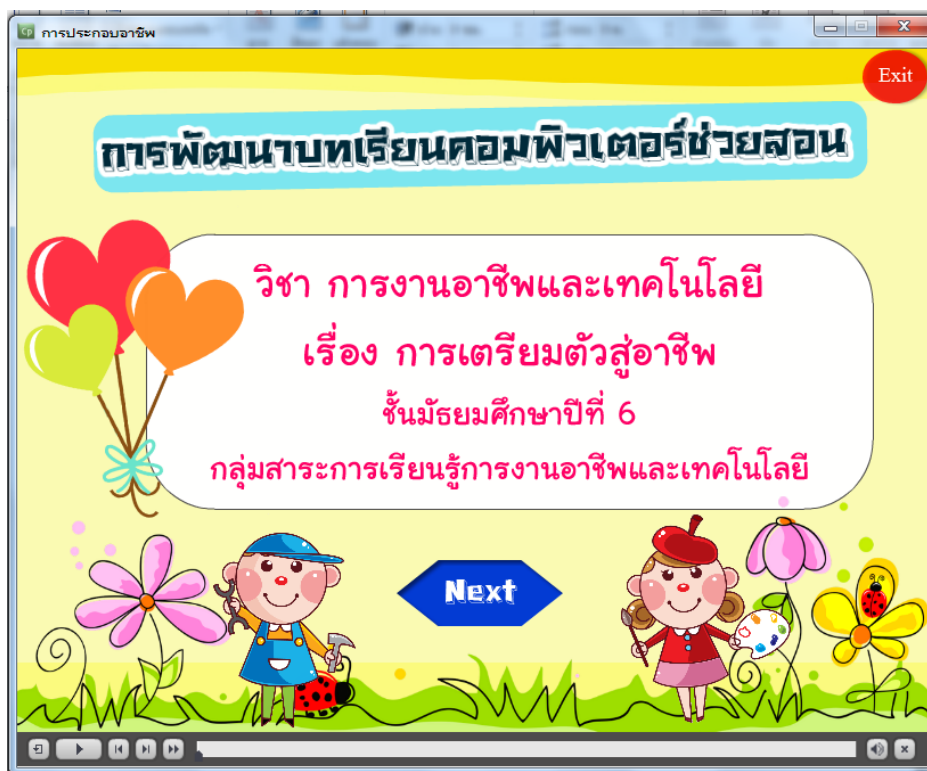 Cp การประกอบอาชีพ
Exit
การพัฒนาบทเรียนคอมพิวเตอร์ช่วยสอน
วิชา การงานอาชีพและเทคโนโลยี
เรื่อง การเตรียมตัวสู่อาชีพ
ชั้นมัธยมศึกษาปีที่ 6
กลุ่มสาระการเรียนรู้การงานอาชีพและเทคโนโลยี
Next